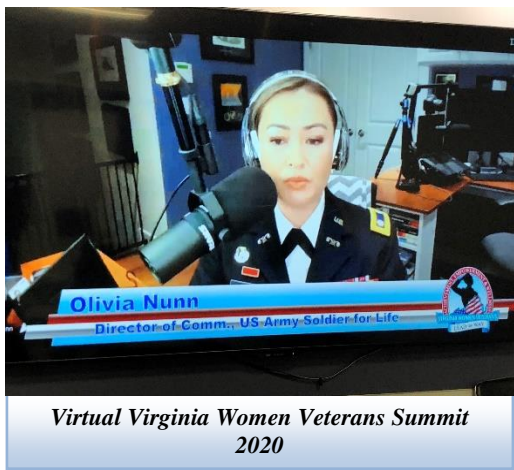 Olivia Nunn
Director of Comm., US Army Soldier for Life
Virtual Virginia Women Veterans Summit
2020